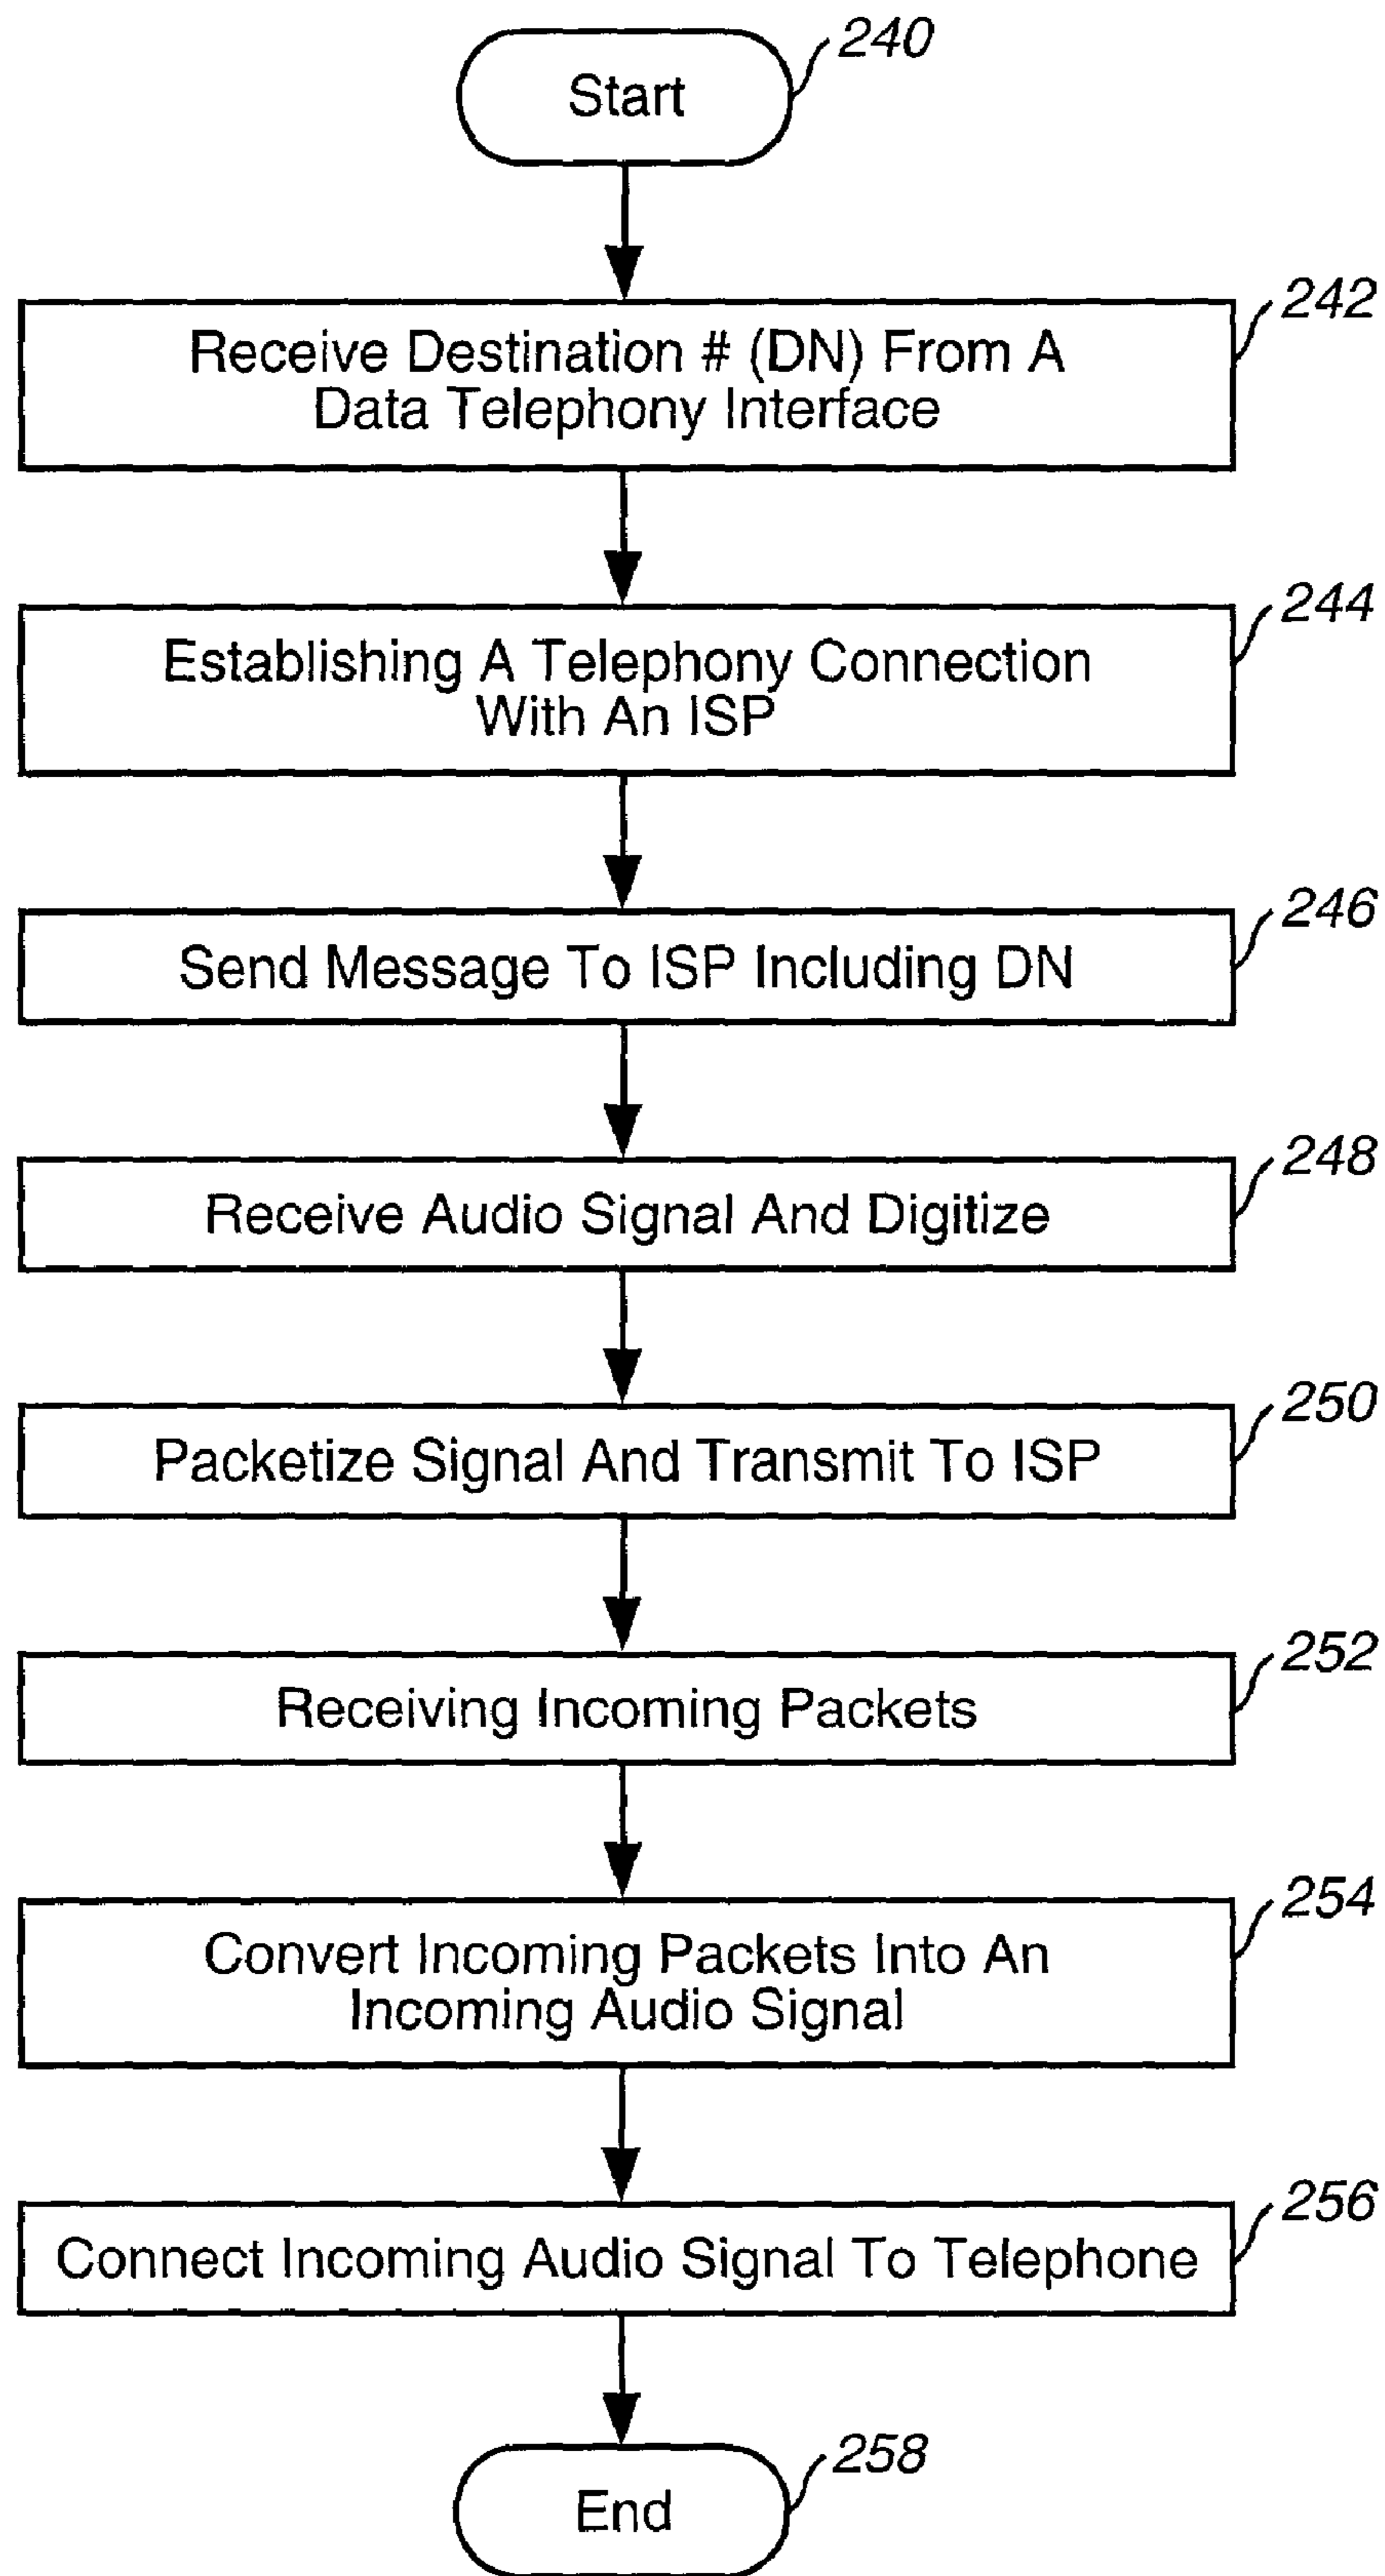 240
Start
242
Receive Destination # (DN) From A
Data Telephony Interface
244
Establishing A Telephony Connection
With An ISP
246
Send Message To ISP Including DN
248
Receive Audio Signal And Digitize
250
Packetize Signal And Transmit To ISP
252
Receiving Incoming Packets
254
Convert Incoming Packets Into An
Incoming Audio Signal
256
Connect Incoming Audio Signal To Telephone
258
End